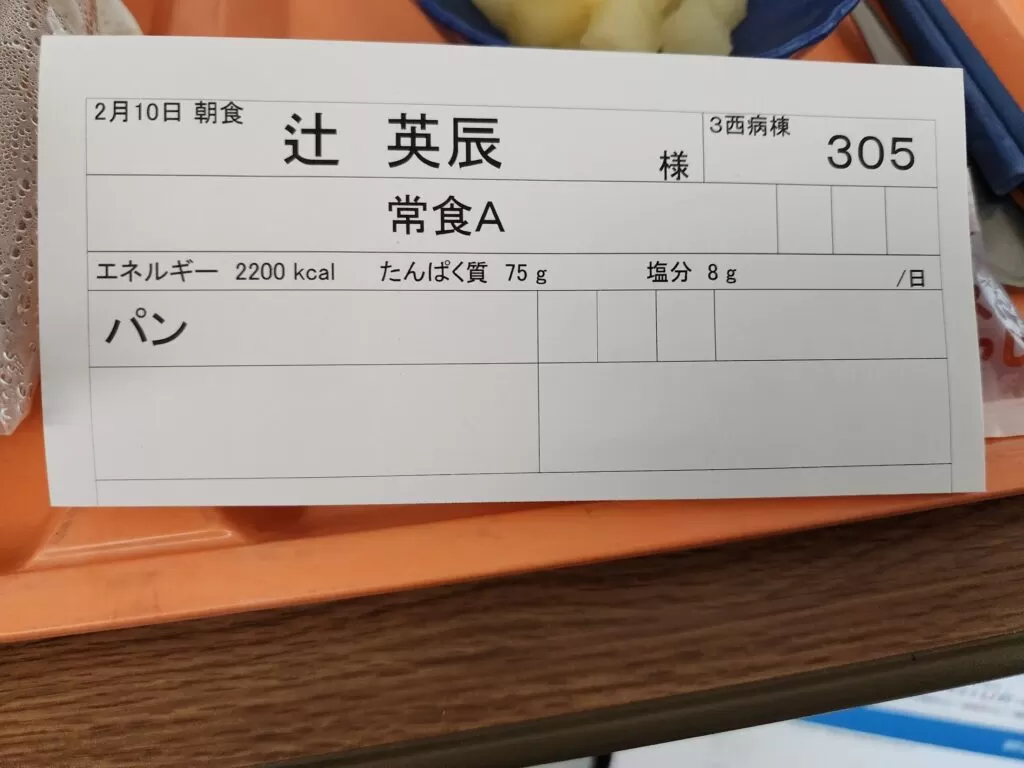 2月10日 朝食
辻 英辰 様
3西病棟 305
常食A
エネルギー 2200 kcal たんぱく質 75 g 塩分 8 g /日
パン